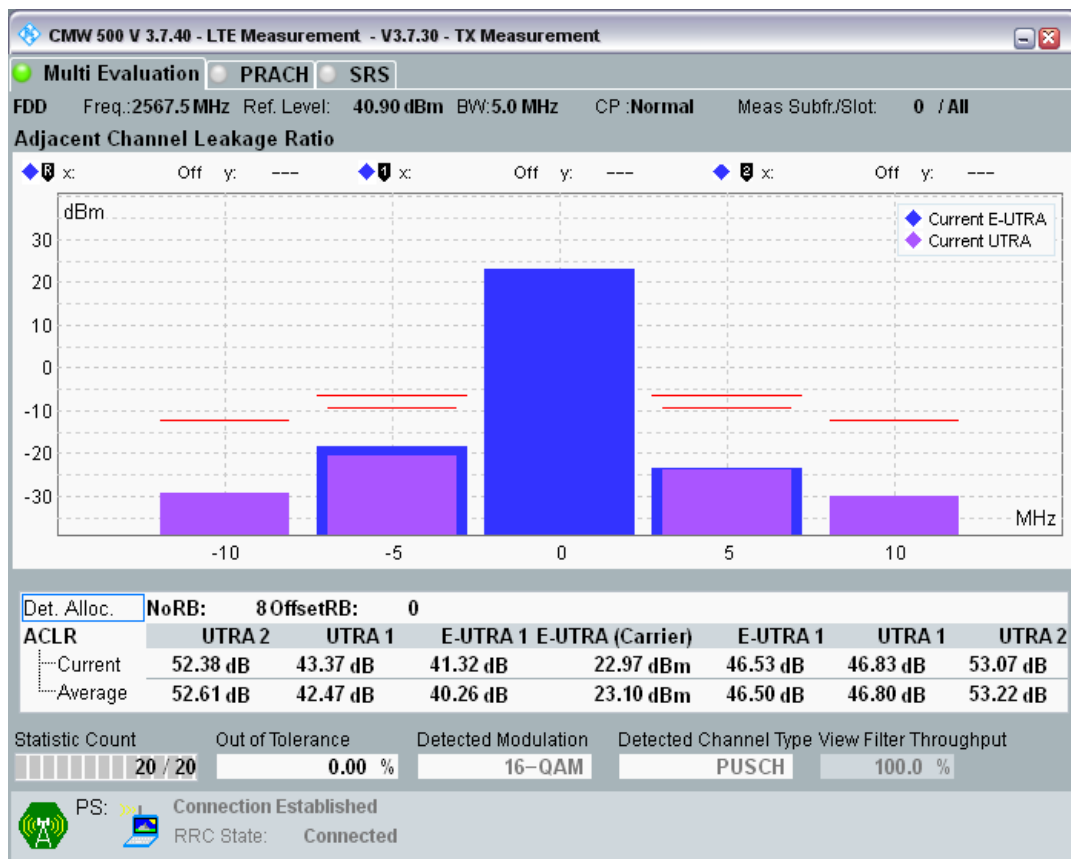 CMW 500 V 3.7.40 - LTE Measurement - V3.7.30 - TX Measurement
Multi Evaluation PRACH SRS
FDD Freq.:2567.5 MHz Ref. Level: 40.90 dBm BW:5.0 MHz CP :Normal Meas Subfr./Slot: 0 / All
Adjacent Channel Leakage Ratio
R x: Off y: --- 1 x: Off y: --- 2 x: Off y: ---
dBm
Current E-UTRA
Current UTRA
30
20
10
0
-10
-20
-30
MHz
-10 -5 0 5 10
Det. Alloc. NoRB: 8 OffsetRB: 0
ACLR UTRA 2 UTRA 1 E-UTRA 1 E-UTRA (Carrier) E-UTRA 1 UTRA 1 UTRA 2
Current 52.38 dB 43.37 dB 41.32 dB 22.97 dBm 46.53 dB 46.83 dB 53.07 dB
Average 52.61 dB 42.47 dB 40.26 dB 23.10 dBm 46.50 dB 46.80 dB 53.22 dB
Statistic Count Out of Tolerance Detected Modulation Detected Channel Type View Filter Throughput
20 / 20 0.00 % 16-QAM PUSCH 100.0 %
PS: Connection Established
RRC State: Connected